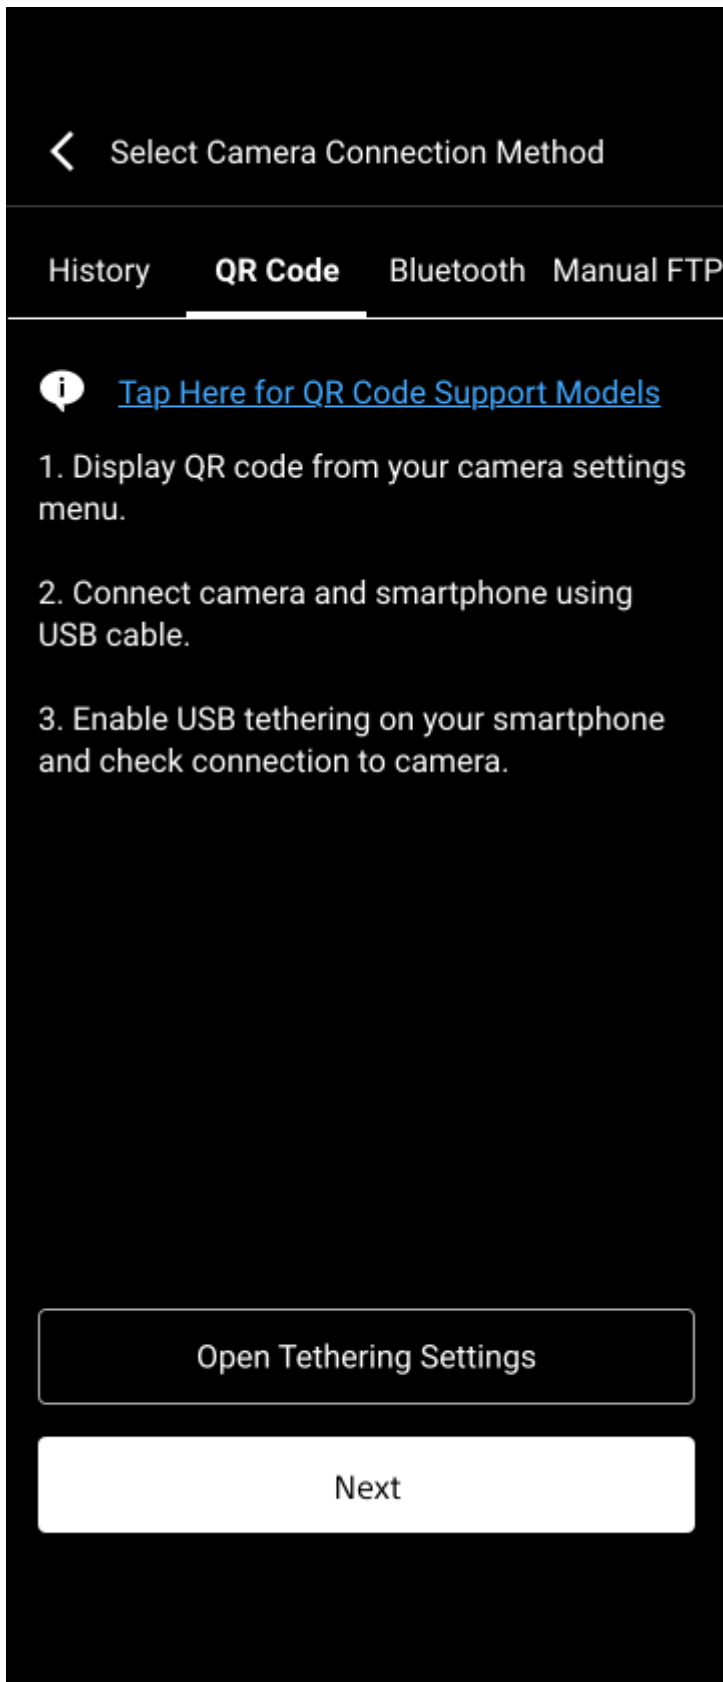 Select Camera Connection Method
History QR Code Bluetooth Manual FTP
Tap Here for QR Code Support Models
1. Display QR code from your camera settings
menu.
2. Connect camera and smartphone using
USB cable.
3. Enable USB tethering on your smartphone
and check connection to camera.
Open Tethering Settings
Next